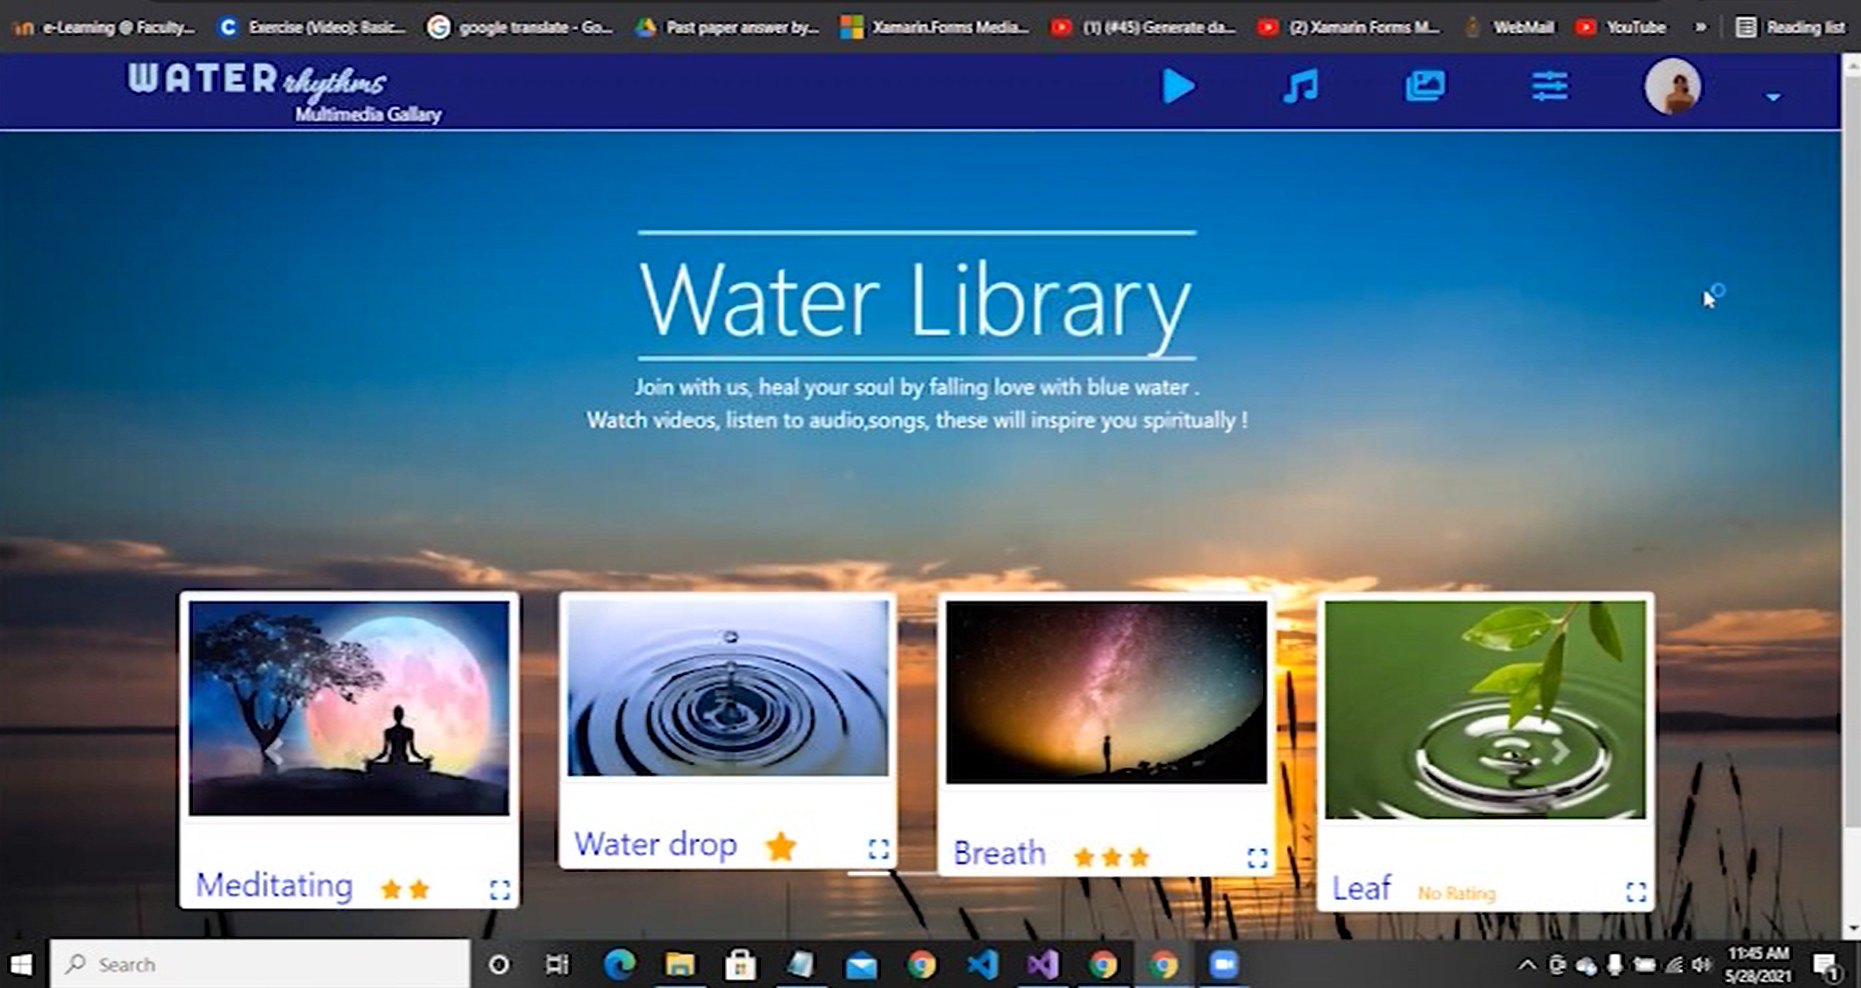 e-Learning @ Faculty... Exercise (Video): Basic... google translate - Go... Past paper answer by... Xamarin.Forms Media... (1) (#45) Generate da... (2) Xamarin Forms M... WebMail YouTube » Reading list
WATER rhythms
Multimedia Gallary
Water Library
Join with us, heal your soul by falling love with blue water .
Watch videos, listen to audio,songs, these will inspire you spiritually !
Meditating
Water drop
Breath
Leaf No Rating
Search
11:45 AM
5/28/2021
1